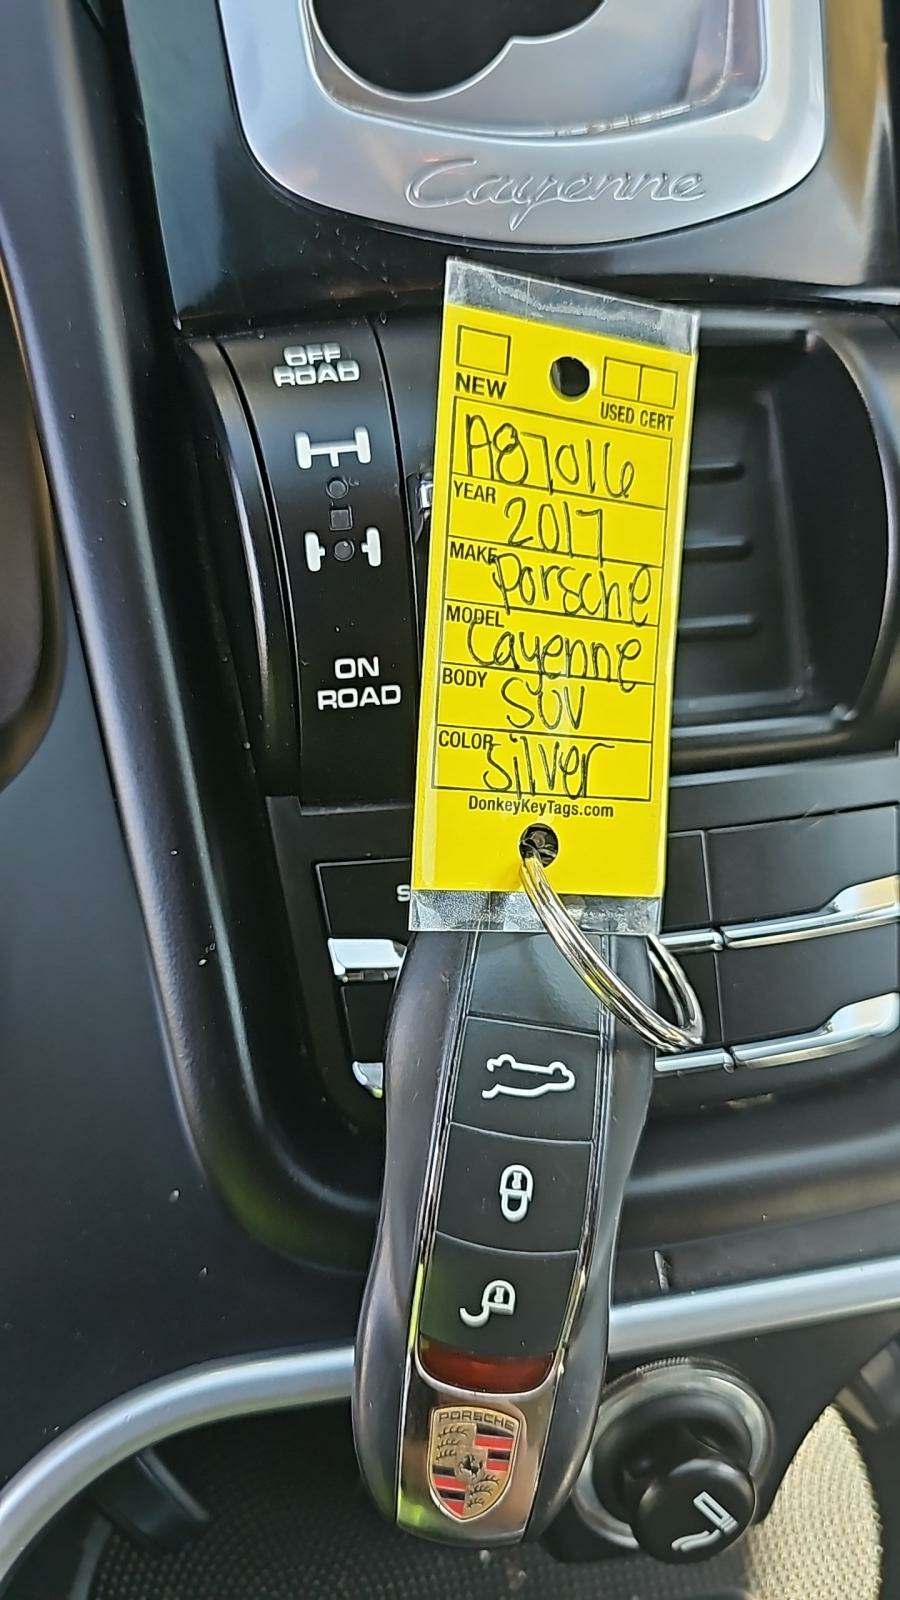 Cayenne
OFF
ROAD
NEW
USED CERT
A87016
YEAR
2017
MAKE
Porsche
MODEL
Cayenne
BODY
SUV
COLOR
Silver
DonkeyKeyTags.com
ON
ROAD
PORSCHE